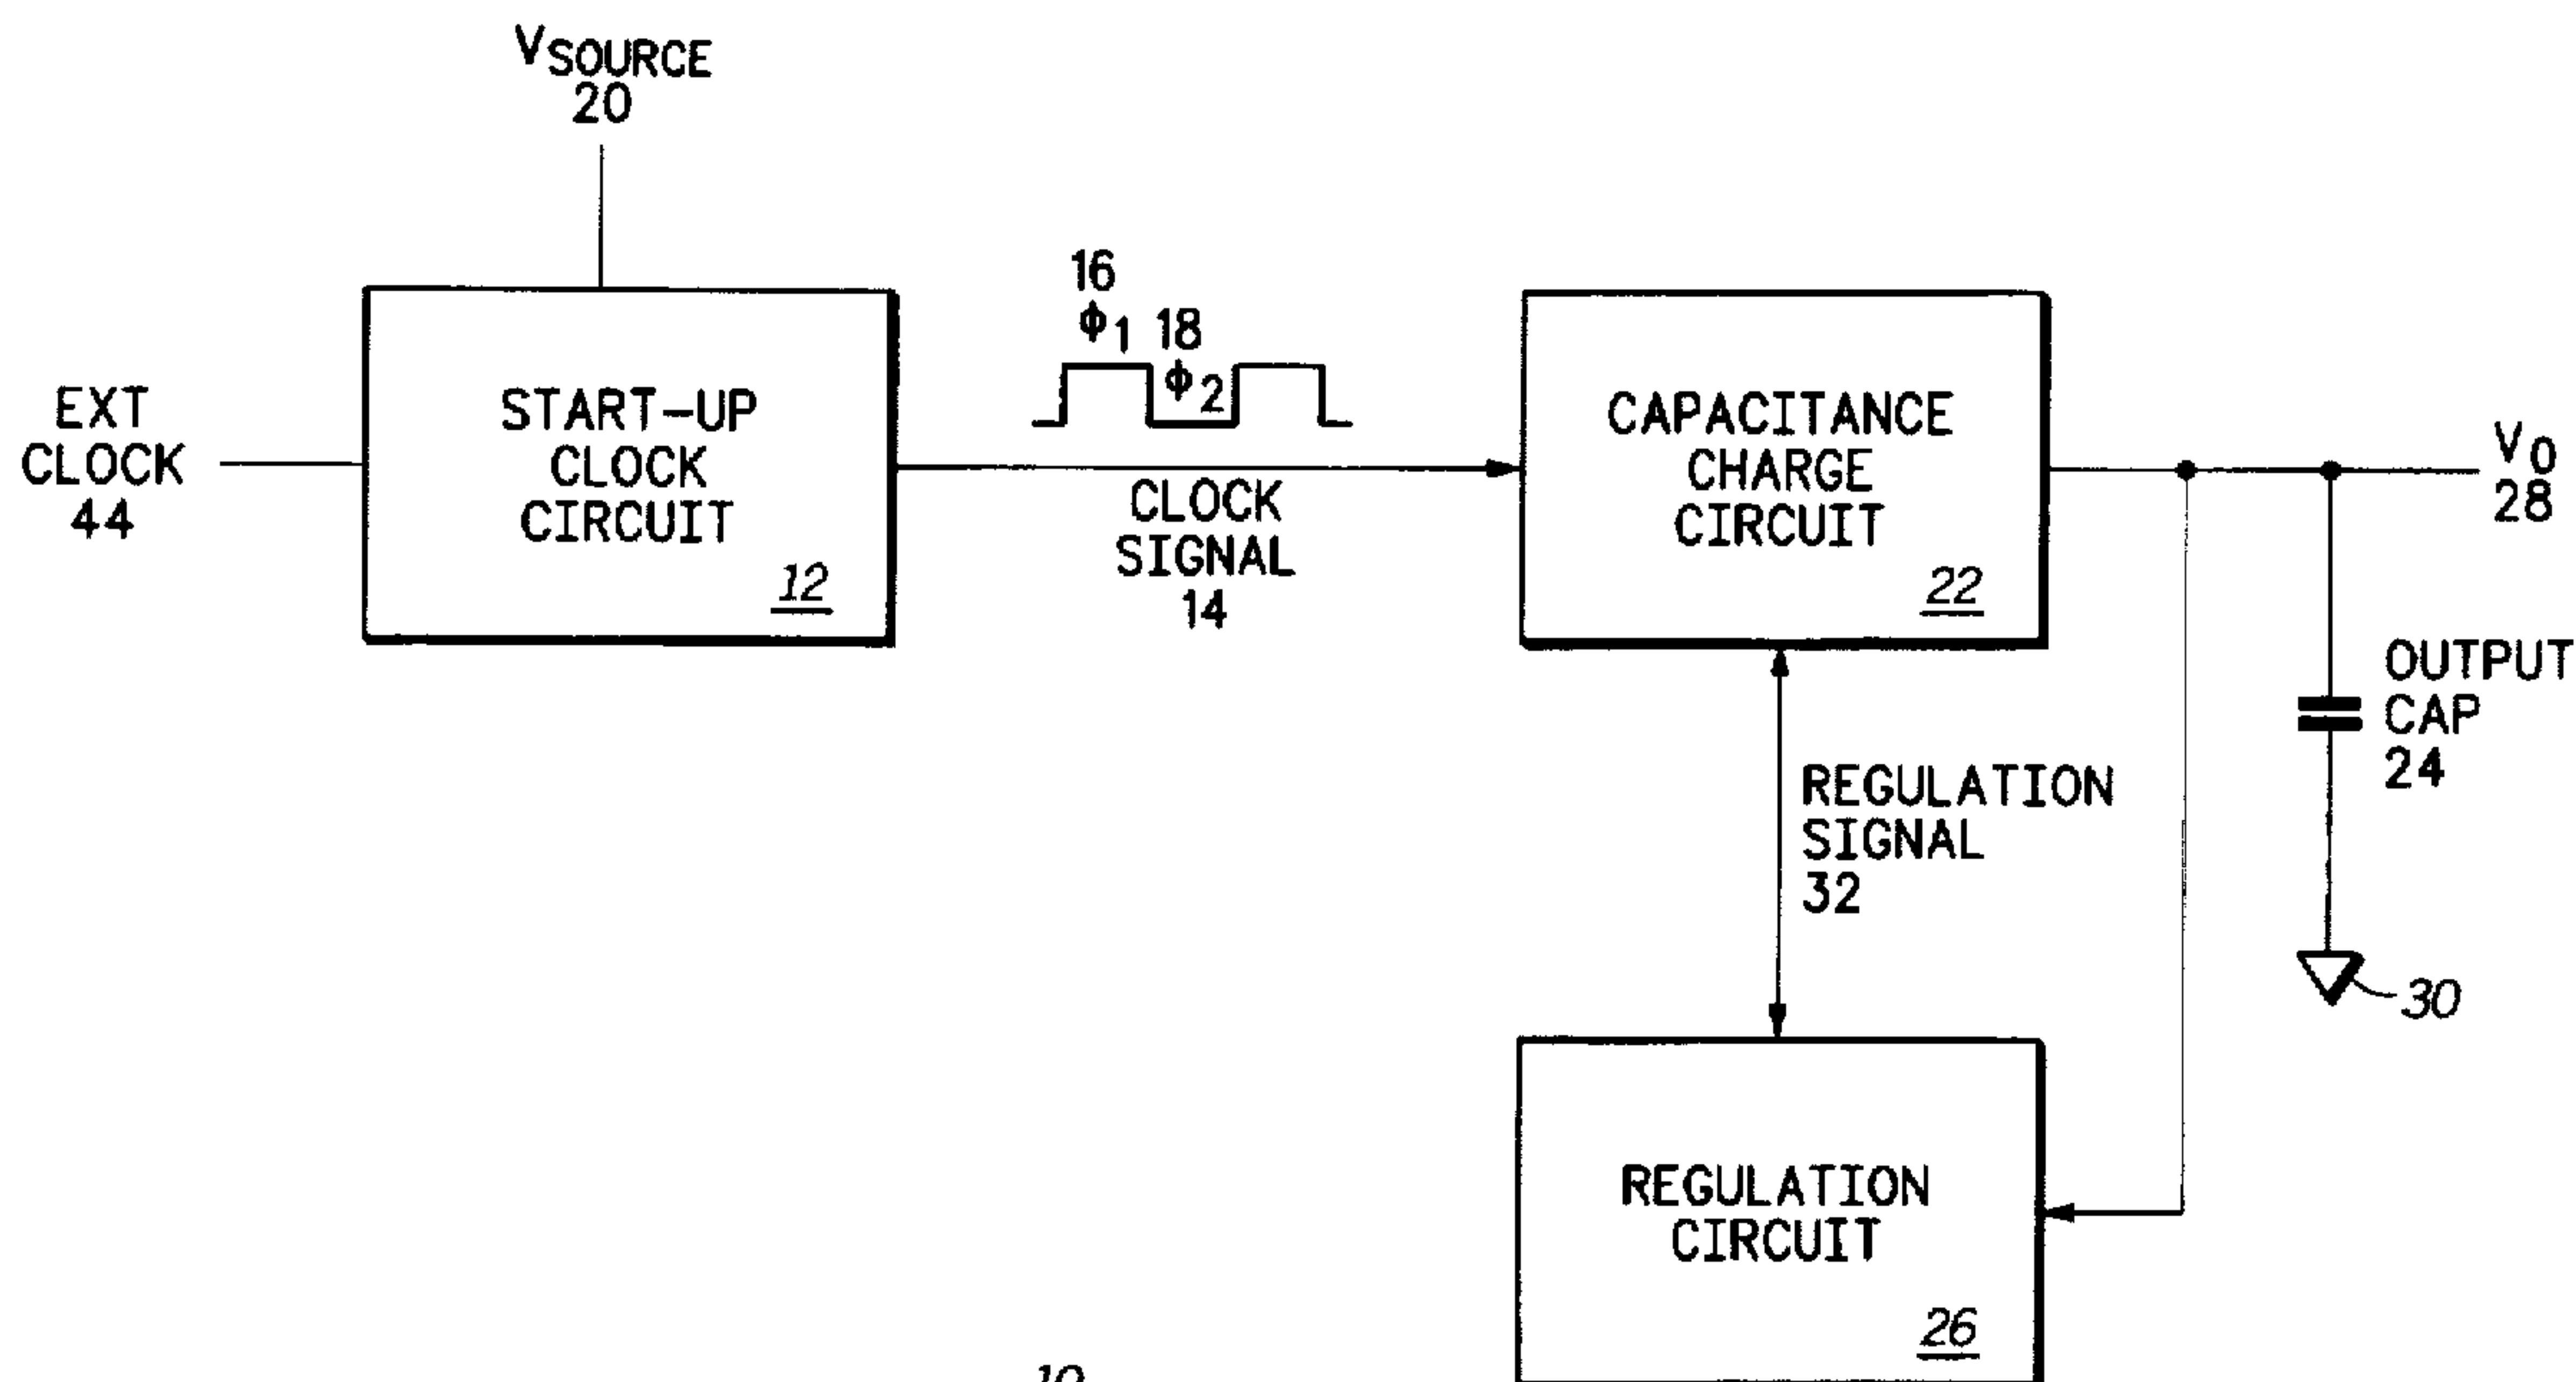 VSOURCE
20
EXT
CLOCK
44
START-UP
CLOCK
CIRCUIT
12
16
ϕ1
18
ϕ2
CLOCK
SIGNAL
14
CAPACITANCE
CHARGE
CIRCUIT
22
V0
28
OUTPUT
CAP
24
30
REGULATION
SIGNAL
32
REGULATION
CIRCUIT
26